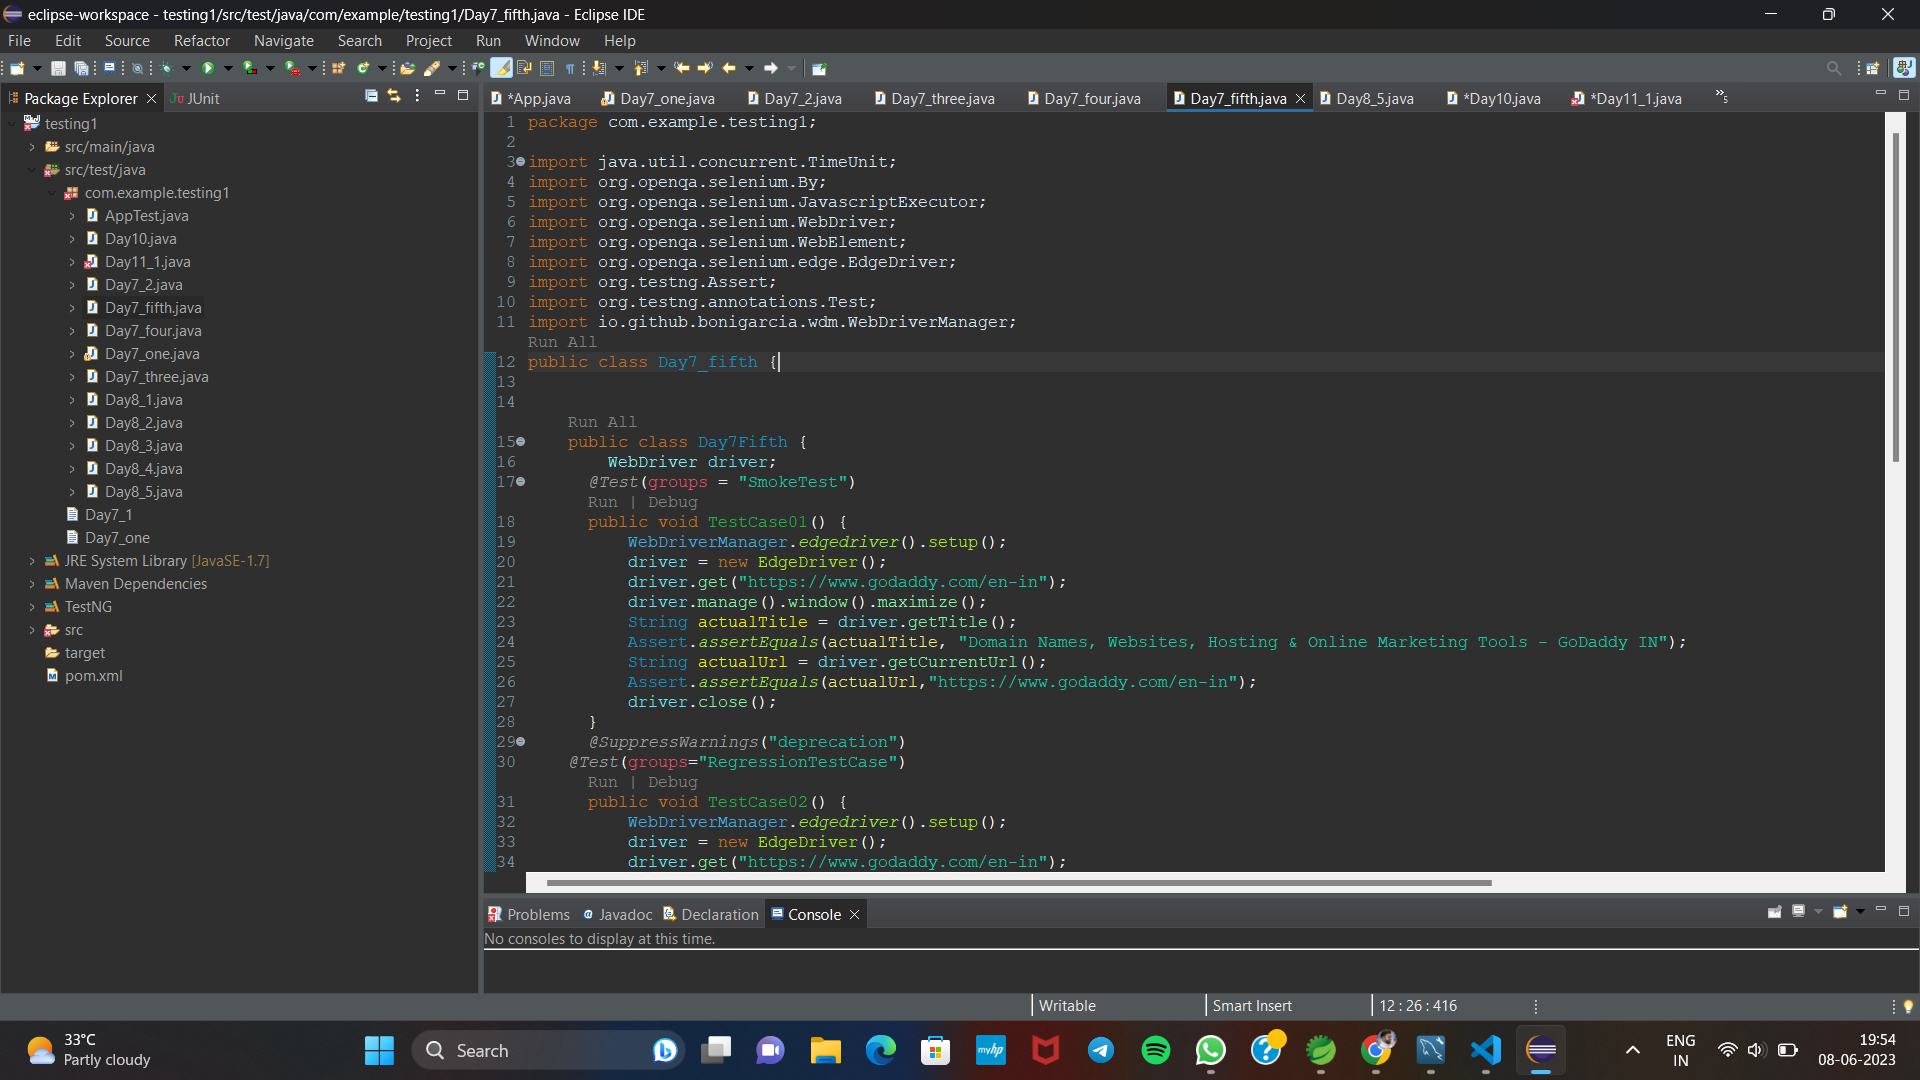 eclipse-workspace - testing1/src/test/java/com/example/testing1/Day7_fifth.java - Eclipse IDE
File Edit Source Refactor Navigate Search Project Run Window Help
Package Explorer JUnit
*App.java Day7_one.java Day7_2.java Day7_three.java Day7_four.java Day7_fifth.java Day8_5.java *Day10.java *Day11_1.java »5
testing1
src/main/java
src/test/java
com.example.testing1
AppTest.java
Day10.java
Day11_1.java
Day7_2.java
Day7_fifth.java
Day7_four.java
Day7_one.java
Day7_three.java
Day8_1.java
Day8_2.java
Day8_3.java
Day8_4.java
Day8_5.java
Day7_1
Day7_one
JRE System Library [JavaSE-1.7]
Maven Dependencies
TestNG
src
target
pom.xml
1 package com.example.testing1;
2
3 import java.util.concurrent.TimeUnit;
4 import org.openqa.selenium.By;
5 import org.openqa.selenium.JavascriptExecutor;
6 import org.openqa.selenium.WebDriver;
7 import org.openqa.selenium.WebElement;
8 import org.openqa.selenium.edge.EdgeDriver;
9 import org.testng.Assert;
10 import org.testng.annotations.Test;
11 import io.github.bonigarcia.wdm.WebDriverManager;
Run All
12 public class Day7_fifth {
13
14
Run All
15 public class Day7Fifth {
16 WebDriver driver;
17 @Test(groups = "SmokeTest")
Run | Debug
18 public void TestCase01() {
19 WebDriverManager.edgedriver().setup();
20 driver = new EdgeDriver();
21 driver.get("https://www.godaddy.com/en-in");
22 driver.manage().window().maximize();
23 String actualTitle = driver.getTitle();
24 Assert.assertEquals(actualTitle, "Domain Names, Websites, Hosting & Online Marketing Tools - GoDaddy IN");
25 String actualUrl = driver.getCurrentUrl();
26 Assert.assertEquals(actualUrl,"https://www.godaddy.com/en-in");
27 driver.close();
28 }
29 @SuppressWarnings("deprecation")
30 @Test(groups="RegressionTestCase")
Run | Debug
31 public void TestCase02() {
32 WebDriverManager.edgedriver().setup();
33 driver = new EdgeDriver();
34 driver.get("https://www.godaddy.com/en-in");
Problems Javadoc Declaration Console
No consoles to display at this time.
Writable Smart Insert 12 : 26 : 416
33°C
Partly cloudy
Search
myhp
ENG
IN
19:54
08-06-2023